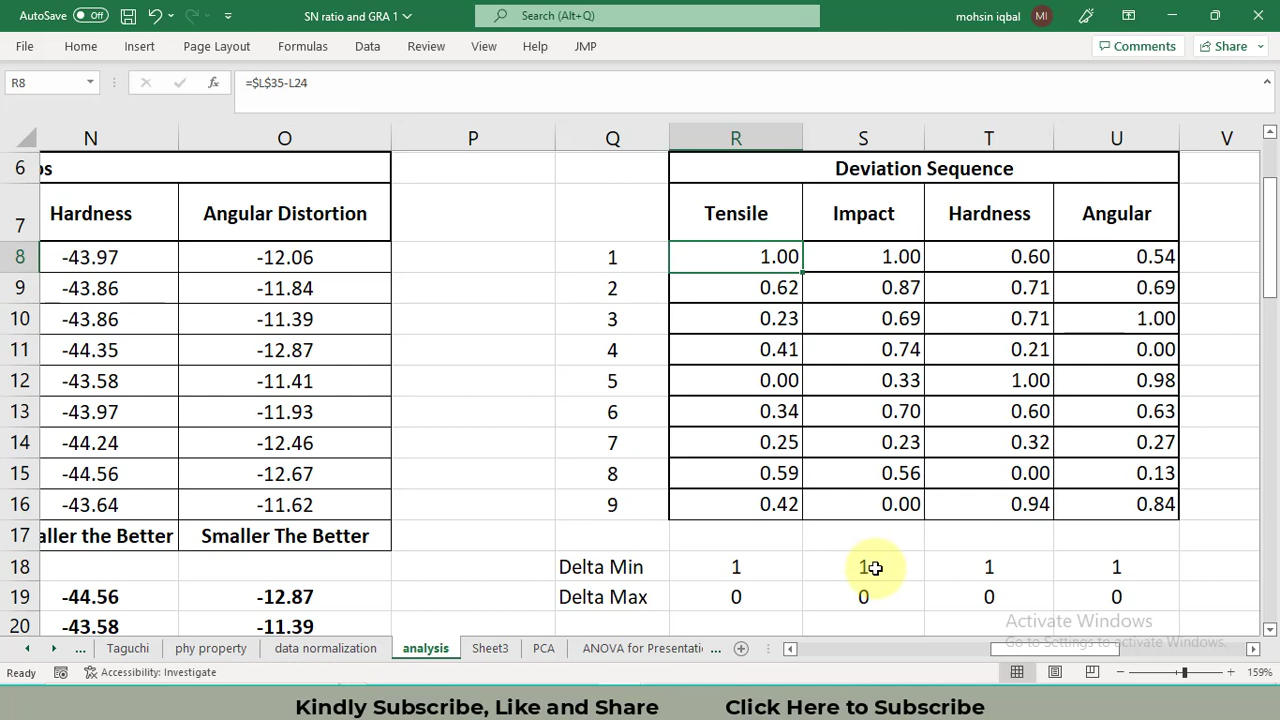 AutoSave Off SN ratio and GRA 1 Search (Alt+Q) mohsin iqbal MI
File Home Insert Page Layout Formulas Data Review View Help JMP Comments Share
R8 fx =$L$35-L24
N O P Q R S T U V
6 os Deviation Sequence
7 Hardness Angular Distortion Tensile Impact Hardness Angular
8 -43.97 -12.06 1 1.00 1.00 0.60 0.54
9 -43.86 -11.84 2 0.62 0.87 0.71 0.69
10 -43.86 -11.39 3 0.23 0.69 0.71 1.00
11 -44.35 -12.87 4 0.41 0.74 0.21 0.00
12 -43.58 -11.41 5 0.00 0.33 1.00 0.98
13 -43.97 -11.93 6 0.34 0.70 0.60 0.63
14 -44.24 -12.46 7 0.25 0.23 0.32 0.27
15 -44.56 -12.67 8 0.59 0.56 0.00 0.13
16 -43.64 -11.62 9 0.42 0.00 0.94 0.84
17 aller the Better Smaller The Better
18 Delta Min 1 1 1 1
19 -44.56 -12.87 Delta Max 0 0 0 0
20 -43.58 -11.39
Activate Windows
Go to Settings to activate Windows.
... Taguchi phy property data normaliznction analysis Sheet3 PCA ANOVA for Presentatic ...
Ready Accessibility: Investigate 159%
Kindly Subscribe, Like and Share Click Here to Subscribe